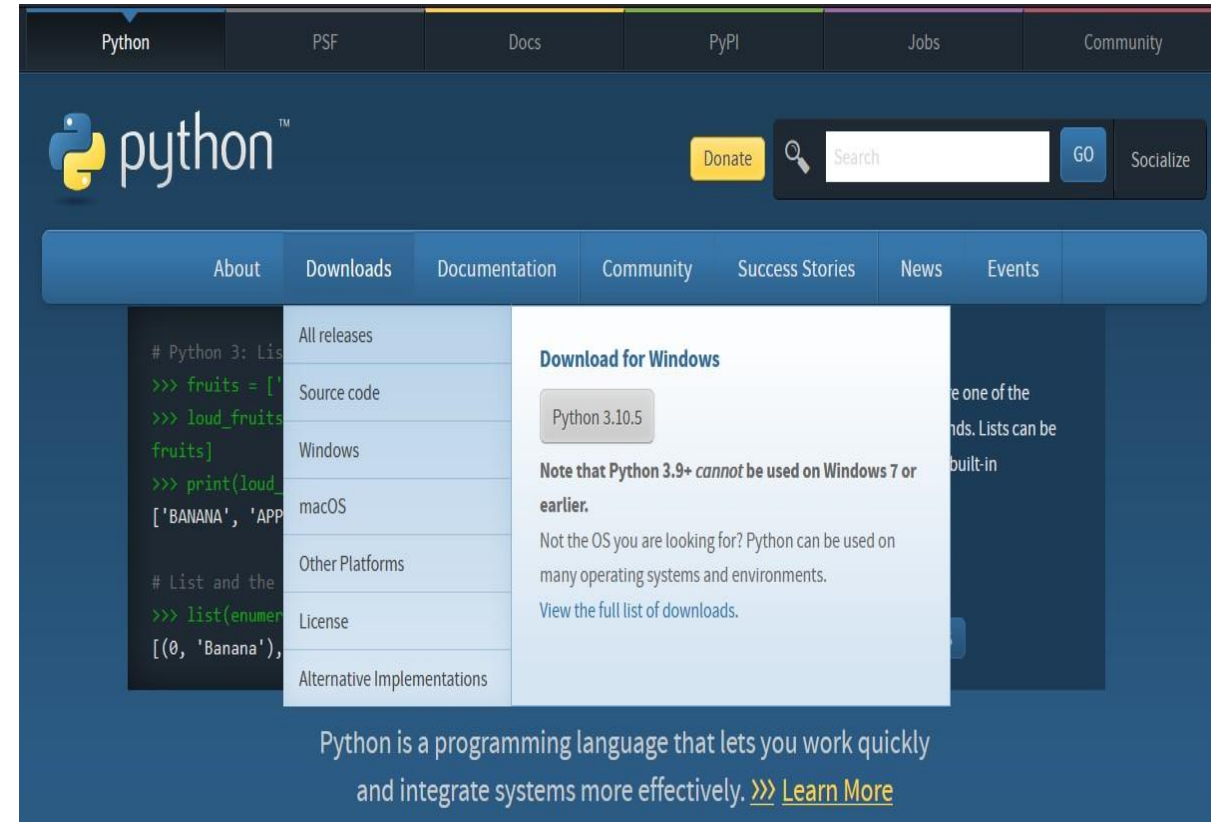 Python PSF Docs PyPI Jobs Community
python™
Donate Search GO Socialize
About Downloads Documentation Community Success Stories News Events
# Python 3: Lis
>>> fruits = ['
>>> loud_fruits
fruits]
>>> print(loud_
['BANANA', 'APP
# List and the
>>> list(enumer
[(0, 'Banana'),
All releases
Source code
Windows
macOS
Other Platforms
License
Alternative Implementations
Download for Windows
Python 3.10.5
Note that Python 3.9+ cannot be used on Windows 7 or
earlier.
Not the OS you are looking for? Python can be used on
many operating systems and environments.
View the full list of downloads.
one of the
Lists can be
built-in
Python is a programming language that lets you work quickly
and integrate systems more effectively. >>> Learn More